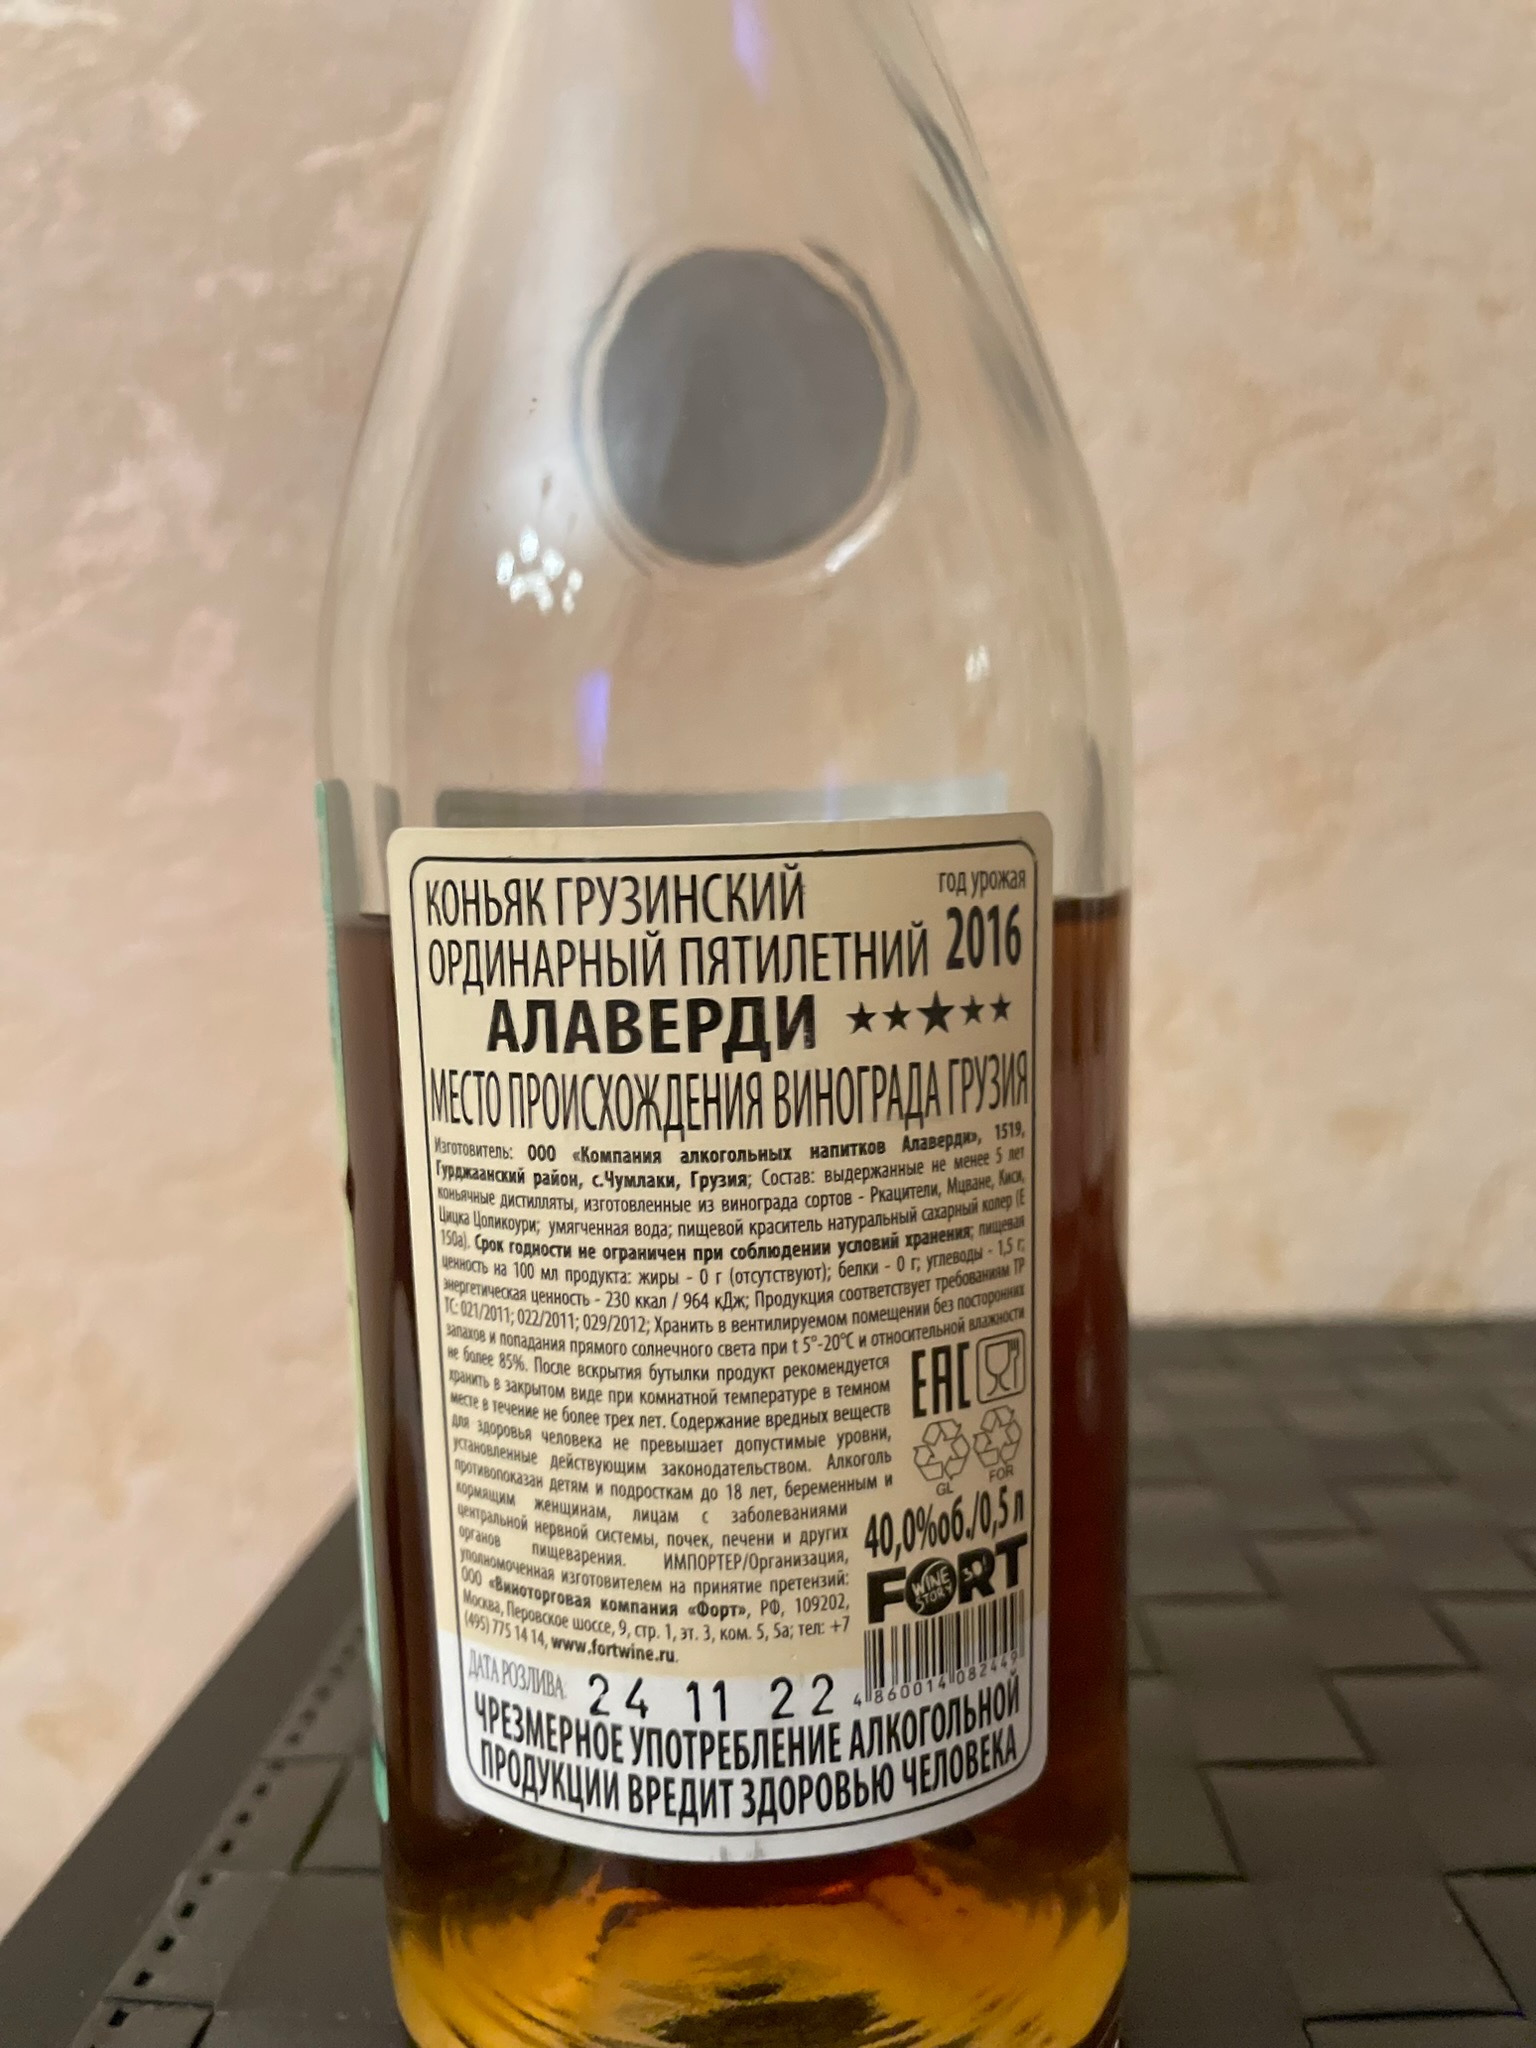 КОНЬЯК ГРУЗИНСКИЙ
год урожая
ОРДИНАРНЫЙ ПЯТИЛЕТНИЙ
2016
АЛАВЕРДИ ★★★★★
МЕСТО ПРОИСХОЖДЕНИЯ ВИНОГРАДА ГРУЗИЯ
Изготовитель: ООО «Компания алкогольных напитков Алаверди», 1519,
Гурджаанский район, с.Чумлаки, Грузия; Состав: выдержанные не менее 5 лет
коньячные дистилляты, изготовленные из винограда сортов - Ркацители, Мцване, Киси,
Цицка Цоликоури; умягченная вода; пищевой краситель натуральный сахарный колер (Е
150а). Срок годности не ограничен при соблюдении условий хранения; пищевая
ценность на 100 мл продукта: жиры - 0 г (отсутствуют); белки - 0 г; углеводы - 1,5 г;
энергетическая ценность - 230 ккал / 964 кДж; Продукция соответствует требованиям ТР
ТС: 021/2011; 022/2011; 029/2012; Хранить в вентилируемом помещении без посторонних
запахов и попадания прямого солнечного света при t 5°-20°С и относительной влажности
не более 85%. После вскрытия бутылки продукт рекомендуется
хранить в закрытом виде при комнатной температуре в темном
месте в течение не более трех лет. Содержание вредных веществ
для здоровья человека не превышает допустимые уровни,
установленные действующим законодательством. Алкоголь
противопоказан детям и подросткам до 18 лет, беременным и
кормящим женщинам, лицам с заболеваниями
центральной нервной системы, почек, печени и других
органов пищеварения. ИМПОРТЕР/Организация,
уполномоченная изготовителем на принятие претензий:
ООО «Виноторговая компания «Форт», РФ, 109202,
Москва, Перовское шоссе, 9, стр. 1, эт. 3, ком. 5, 5а; тел: +7
(495) 775 14 14, www.fortwine.ru.
EAC
GL
FOR
40,0%об./0,5 л
FORT
WINE
STORY
4 860014 082449
ДАТА РОЗЛИВА: 24 11 22
ЧРЕЗМЕРНОЕ УПОТРЕБЛЕНИЕ АЛКОГОЛЬНОЙ
ПРОДУКЦИИ ВРЕДИТ ЗДОРОВЬЮ ЧЕЛОВЕКА